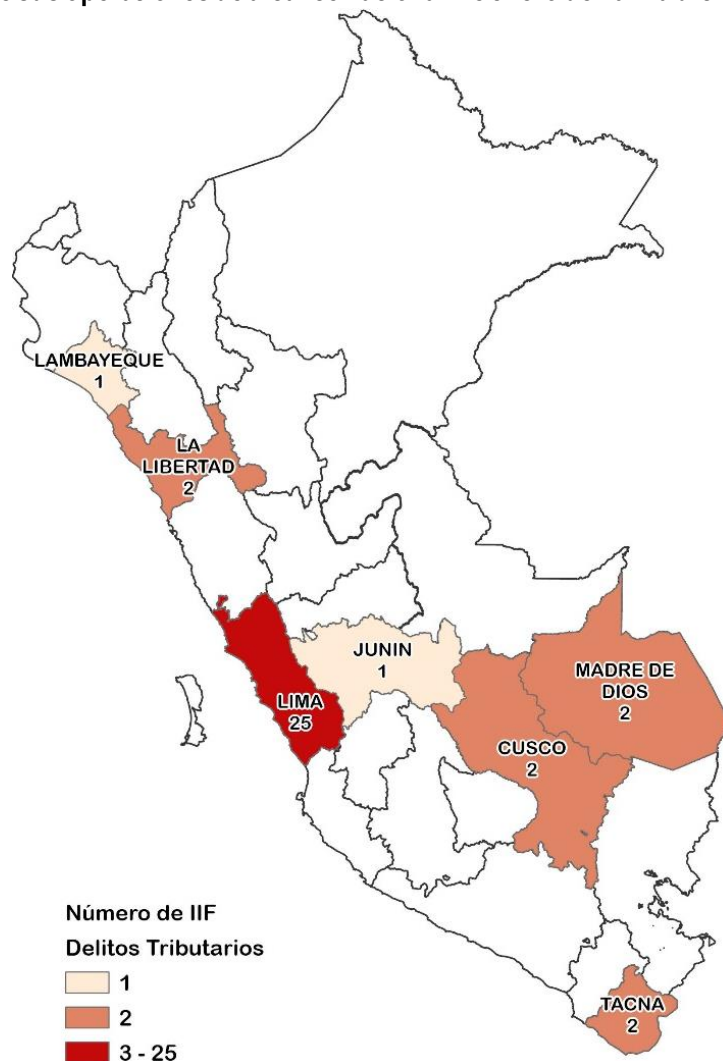 LAMBAYEQUE
1
LA
LIBERTAD
2
JUNIN
1
LIMA
25
MADRE DE
DIOS
2
CUSCO
2
TACNA
2
Número de IIF
Delitos Tributarios
1
2
3 - 25